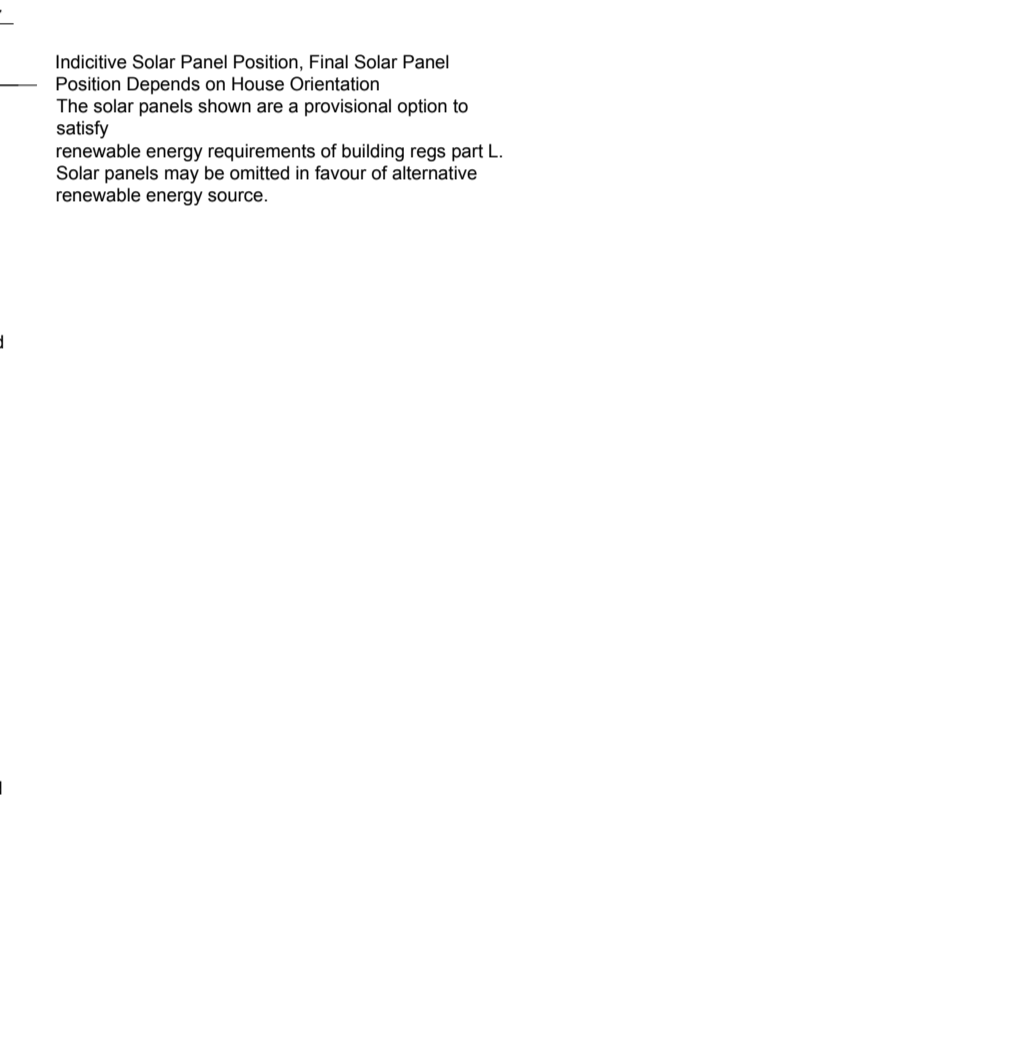 Indicitive Solar Panel Position, Final Solar Panel
Position Depends on House Orientation
The solar panels shown are a provisional option to
satisfy
renewable energy requirements of building regs part L.
Solar panels may be omitted in favour of alternative
renewable energy source.